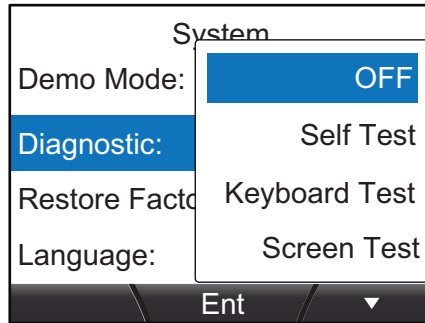 System
Demo Mode: OFF
Diagnostic: Self Test
Restore Facto Keyboard Test
Language: Screen Test
Ent